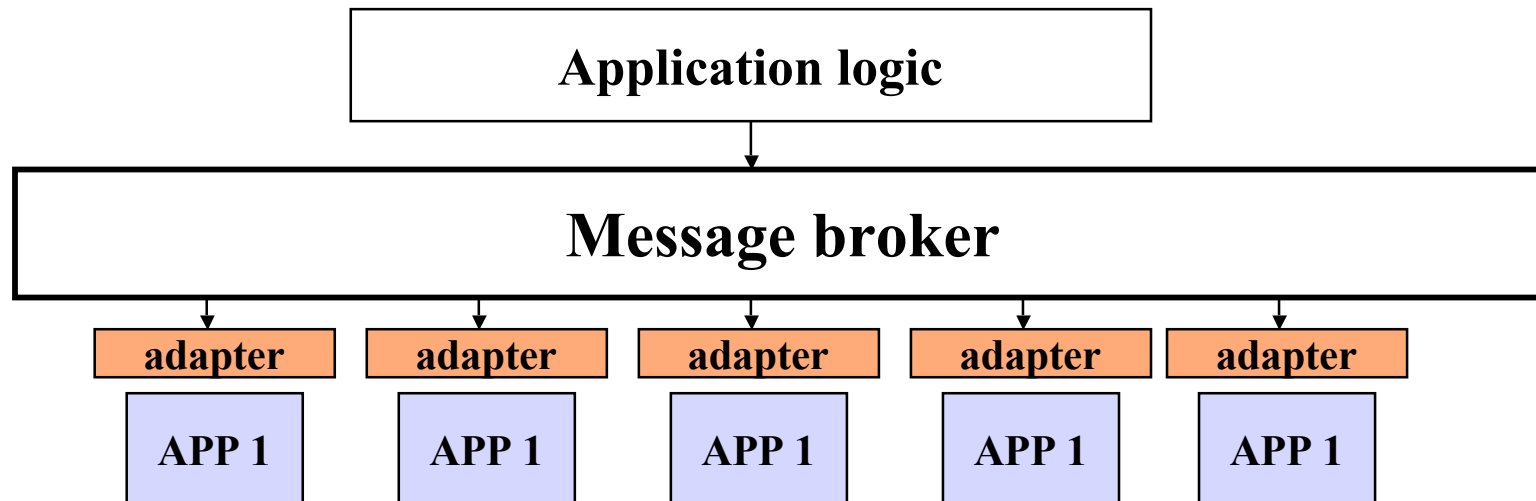 Application logic
Message broker
adapter adapter adapter adapter adapter
APP 1 APP 1 APP 1 APP 1 APP 1